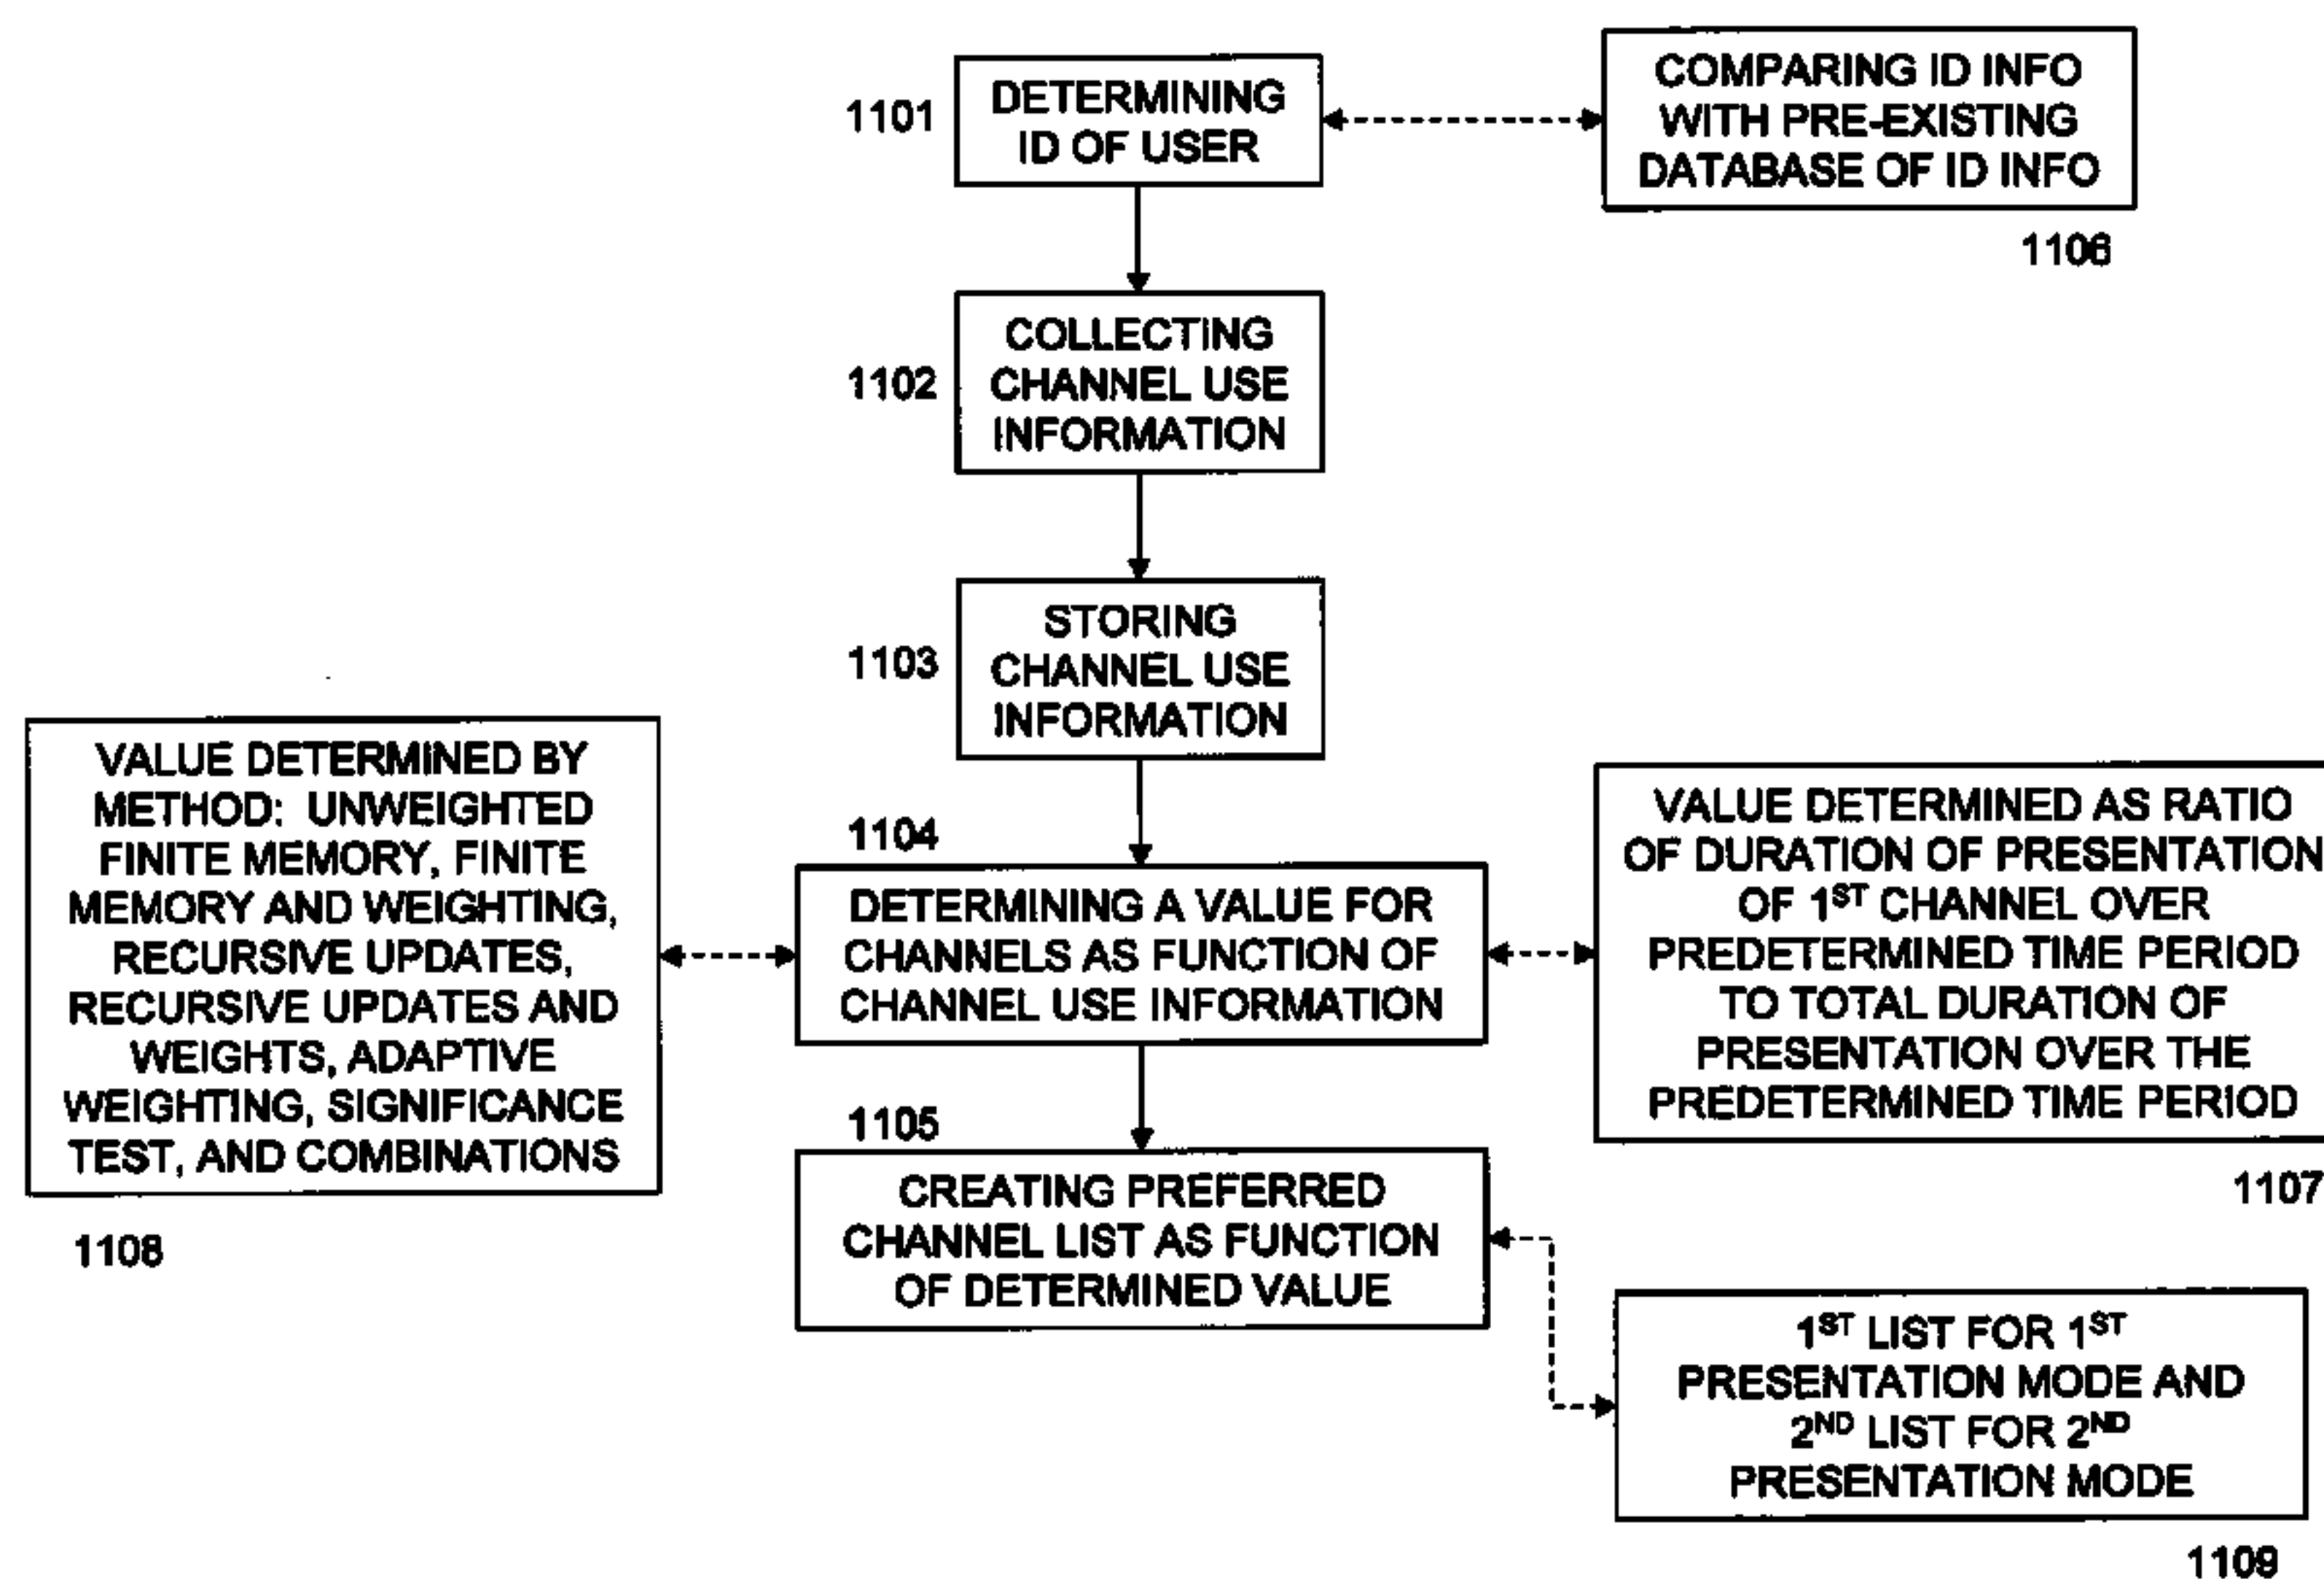 1101
DETERMINING
ID OF USER
COMPARING ID INFO
WITH PRE-EXISTING
DATABASE OF ID INFO
1106
1102
COLLECTING
CHANNEL USE
INFORMATION
1103
STORING
CHANNEL USE
INFORMATION
VALUE DETERMINED BY
METHOD: UNWEIGHTED
FINITE MEMORY, FINITE
MEMORY AND WEIGHTING,
RECURSIVE UPDATES,
RECURSIVE UPDATES AND
WEIGHTS, ADAPTIVE
WEIGHTING, SIGNIFICANCE
TEST, AND COMBINATIONS
1108
1104
DETERMINING A VALUE FOR
CHANNELS AS FUNCTION OF
CHANNEL USE INFORMATION
VALUE DETERMINED AS RATIO
OF DURATION OF PRESENTATION
OF 1ST CHANNEL OVER
PREDETERMINED TIME PERIOD
TO TOTAL DURATION OF
PRESENTATION OVER THE
PREDETERMINED TIME PERIOD
1107
1105
CREATING PREFERRED
CHANNEL LIST AS FUNCTION
OF DETERMINED VALUE
1ST LIST FOR 1ST
PRESENTATION MODE AND
2ND LIST FOR 2ND
PRESENTATION MODE
1109